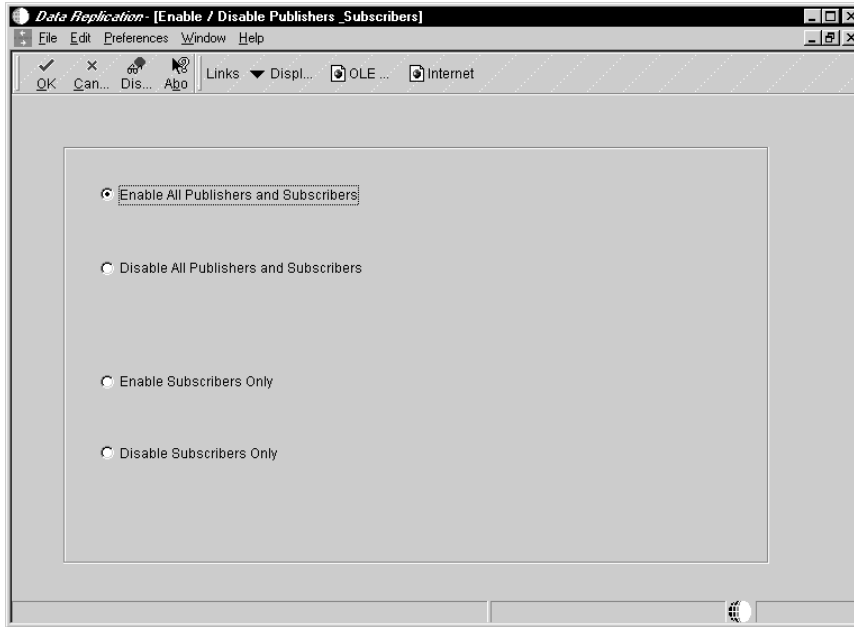 Data Replication - [Enable / Disable Publishers _Subscribers]
File Edit Preferences Window Help
OK Can... Dis... Abo Links Displ... OLE ... Internet
Enable All Publishers and Subscribers
Disable All Publishers and Subscribers
Enable Subscribers Only
Disable Subscribers Only